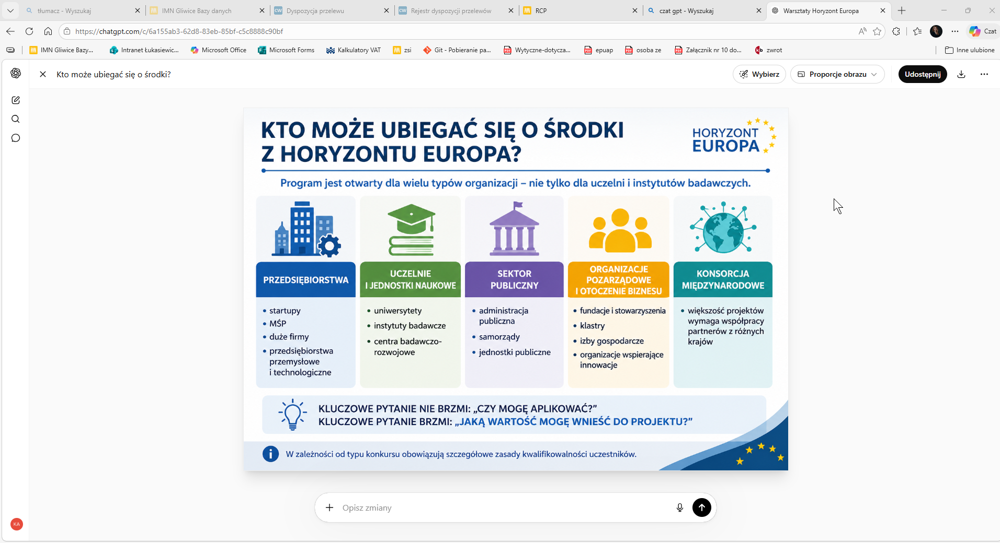 tłumacz - Wyszukaj
IMN Gliwice Bazy danych
Dyspozycja przelewu
Rejestr dyspozycji przelewów
RCP
czat gpt - Wyszukaj
Warsztaty Horyzont Europa
https://chatgpt.com/c/6a155ab3-62d8-83eb-85bf-c5c8888c90bf
Czat
IMN Gliwice Bazy...
Intranet Łukasiewic...
Microsoft Office
Microsoft Forms
Kalkulatory VAT
zsi
Git - Pobieranie pa...
Wytyczne-dotycza...
epuap
osoba ze
Załącznik nr 10 do...
zwrot
Inne ulubione
Kto może ubiegać się o środki?
Wybierz
Proporcje obrazu
Udostępnij
KTO MOŻE UBIEGAĆ SIĘ O ŚRODKI
Z HORYZONTU EUROPA?
HORYZONT
EUROPA
Program jest otwarty dla wielu typów organizacji – nie tylko dla uczelni i instytutów badawczych.
PRZEDSIĘBIORSTWA
• startupy
• MŚP
• duże firmy
• przedsiębiorstwa
przemysłowe
i technologiczne
UCZELNIE
I JEDNOSTKI NAUKOWE
• uniwersytety
• instytuty badawcze
• centra badawczo-
rozwojowe
SEKTOR
PUBLICZNY
• administracja
publiczna
• samorządy
• jednostki publiczne
ORGANIZACJE
POZARZĄDOWE
I OTOCZENIE BIZNESU
• fundacje i stowarzyszenia
• klastry
• izby gospodarcze
• organizacje wspierające
innowacje
KONSORCJA
MIĘDZYNARODOWE
• większość projektów
wymaga współpracy
partnerów z różnych
krajów
KLUCZOWE PYTANIE NIE BRZMI: „CZY MOGĘ APLIKOWAĆ?”
KLUCZOWE PYTANIE BRZMI: „JAKĄ WARTOŚĆ MOGĘ WNIEŚĆ DO PROJEKTU?”
W zależności od typu konkursu obowiązują szczegółowe zasady kwalifikowalności uczestników.
Opisz zmiany
KA